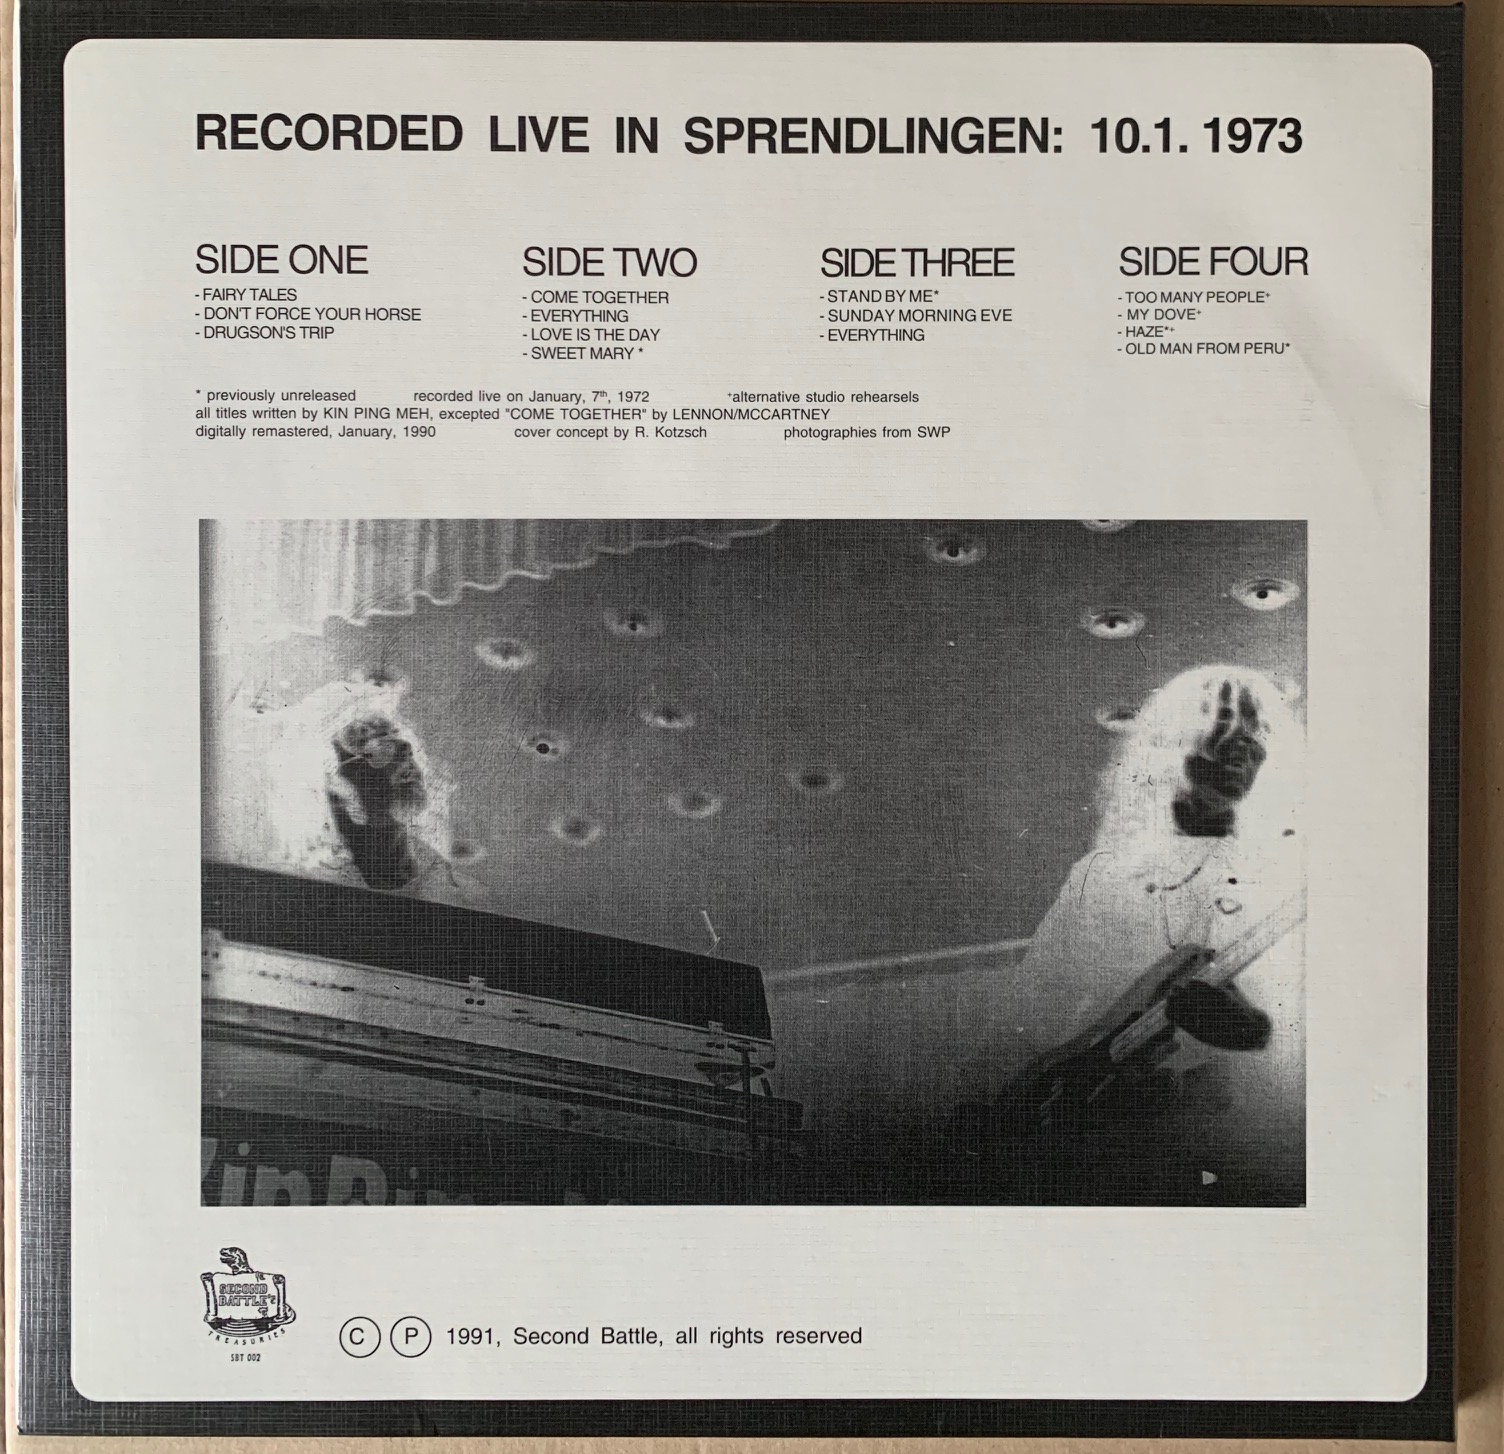 RECORDED LIVE IN SPRENDLINGEN: 10.1. 1973
SIDE ONE
- FAIRY TALES
- DON'T FORCE YOUR HORSE
- DRUGSON'S TRIP
SIDE TWO
- COME TOGETHER
- EVERYTHING
- LOVE IS THE DAY
- SWEET MARY *
SIDE THREE
- STAND BY ME*
- SUNDAY MORNING EVE
- EVERYTHING
SIDE FOUR
- TOO MANY PEOPLE+
- MY DOVE+
- HAZE*+
- OLD MAN FROM PERU*
* previously unreleased recorded live on January, 7th, 1972 +alternative studio rehearsels
all titles written by KIN PING MEH, excepted "COME TOGETHER" by LENNON/MCCARTNEY
digitally remastered, January, 1990 cover concept by R. Kotzsch photographies from SWP
SECOND
BATTLE'S
TREASURIES
SBT 002
C P 1991, Second Battle, all rights reserved